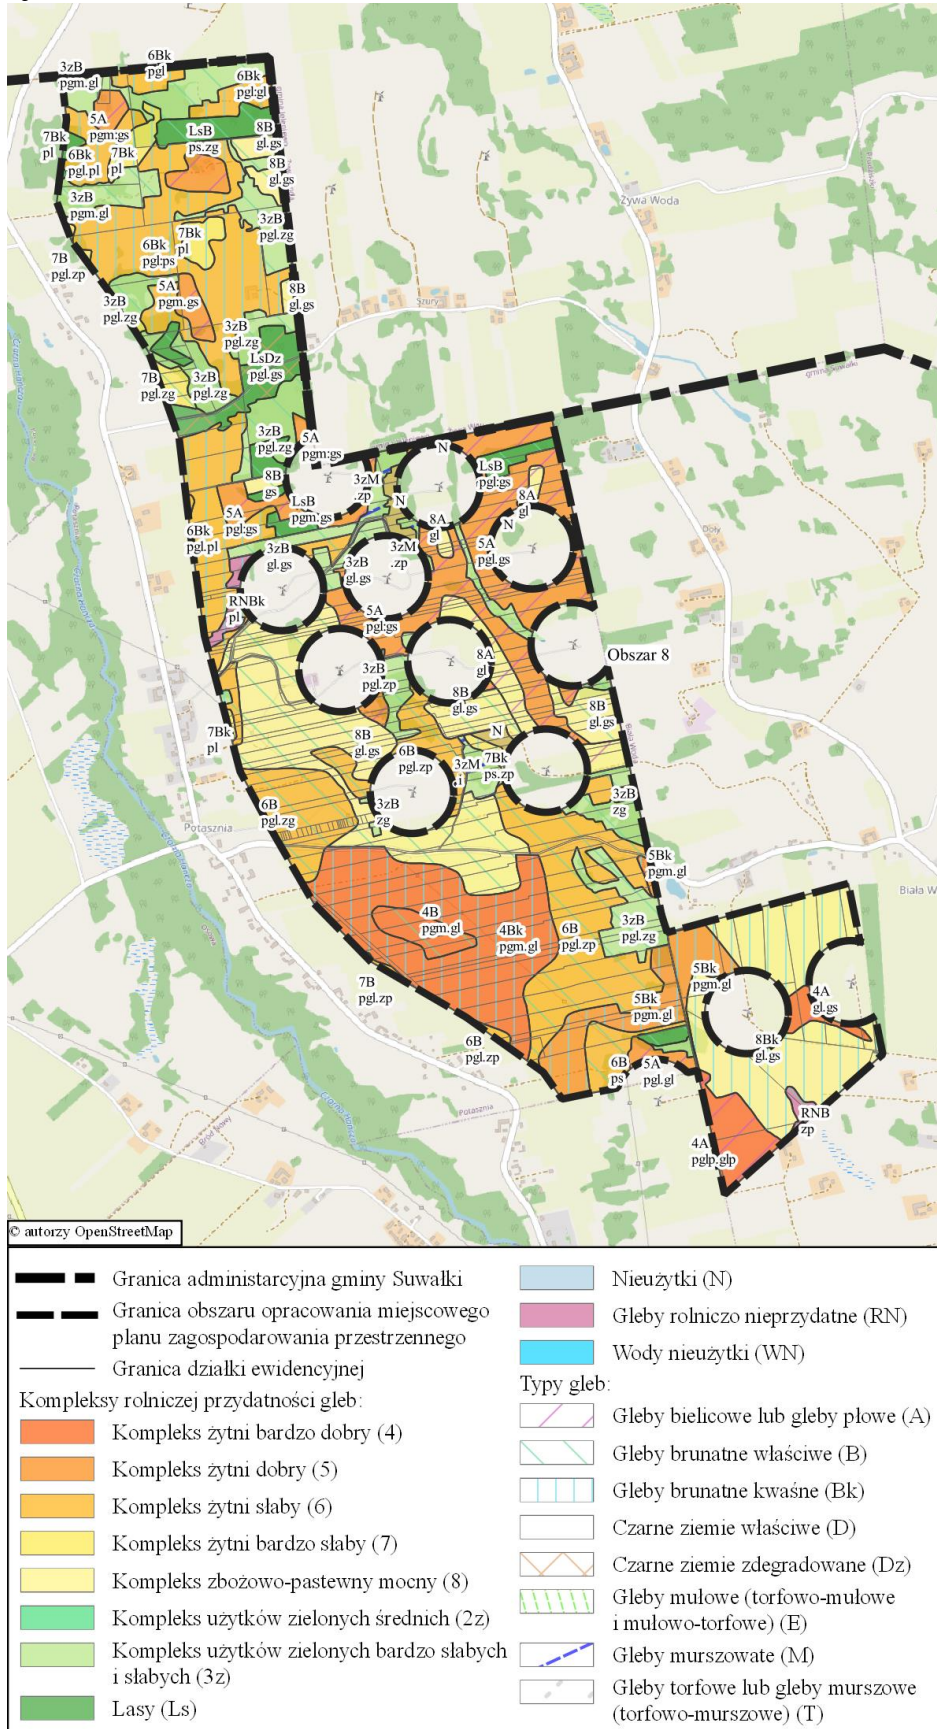 3zB
pgm.gl
6Bk
pgl
6Bk
pgl:gl
5A
pgm:gs
7Bk
pl
6Bk
pgl.pl
7Bk
pl
LsB
ps.zg
8B
gl.gs
8B
gl.gs
3zB
pgm.gl
3zB
pgl.zg
7B
pgl.zp
6Bk
pgl:ps
7Bk
pl
Żywa Woda
5A
pgm.gs
3zB
pgl.zg
8B
gl.gs
Szury
3zB
pgl.zg
LsDz
pgl.gs
7B
pgl.zg
3zB
pgl.zg
Czarna Hańcza
gmina Suwałki
3zB
pgl.zg
5A
pgm:gs
8B
gs
LsB
pgm:gs
3zM
.zp
N
N
LsB
pgl:gs
8A
gl
N
8A
gl
5A
pgl.gs
Doły
5A
pgl:gs
6Bk
pgl.pl
3zB
gl.gs
3zB
gl.gs
3zM
.zp
RNBk
pl
5A
pgl:gs
3zB
pgl.zp
8A
gl
Obszar 8
8B
gl.gs
8B
gl.gs
N
7Bk
pl
8B
gl.gs
6B
pgl.zp
3zM
.i
7Bk
ps.zp
Biała Woda
6B
pgl.zg
3zB
zg
3zB
zg
Potasznia
5Bk
pgm.gl
Biała Wo
4B
pgm.gl
4Bk
pgm.gl
6B
pgl.zp
3zB
pgl.zg
7B
pgl.zp
5Bk
pgm.gl
5Bk
pgm.gl
4A
gl.gs
8Bk
gl.gs
6B
pgl.zp
6B
ps
5A
pgl.gl
RNB
zp
4A
pglp.glp
Potasznia
Bród Nowy
Czarna Hańcza
© autorzy OpenStreetMap
Granica administarcyjna gminy Suwałki
Granica obszaru opracowania miejscowego
planu zagospodarowania przestrzennego
Granica działki ewidencyjnej
Kompleksy rolniczej przydatności gleb:
Kompleks żytni bardzo dobry (4)
Kompleks żytni dobry (5)
Kompleks żytni słaby (6)
Kompleks żytni bardzo słaby (7)
Kompleks zbożowo-pastewny mocny (8)
Kompleks użytków zielonych średnich (2z)
Kompleks użytków zielonych bardzo słabych
i słabych (3z)
Lasy (Ls)
Nieużytki (N)
Gleby rolniczo nieprzydatne (RN)
Wody nieużytki (WN)
Typy gleb:
Gleby bielicowe lub gleby płowe (A)
Gleby brunatne właściwe (B)
Gleby brunatne kwaśne (Bk)
Czarne ziemie właściwe (D)
Czarne ziemie zdegradowane (Dz)
Gleby mułowe (torfowo-mułowe
i mułowo-torfowe) (E)
Gleby murszowate (M)
Gleby torfowe lub gleby murszowe
(torfowo-murszowe) (T)